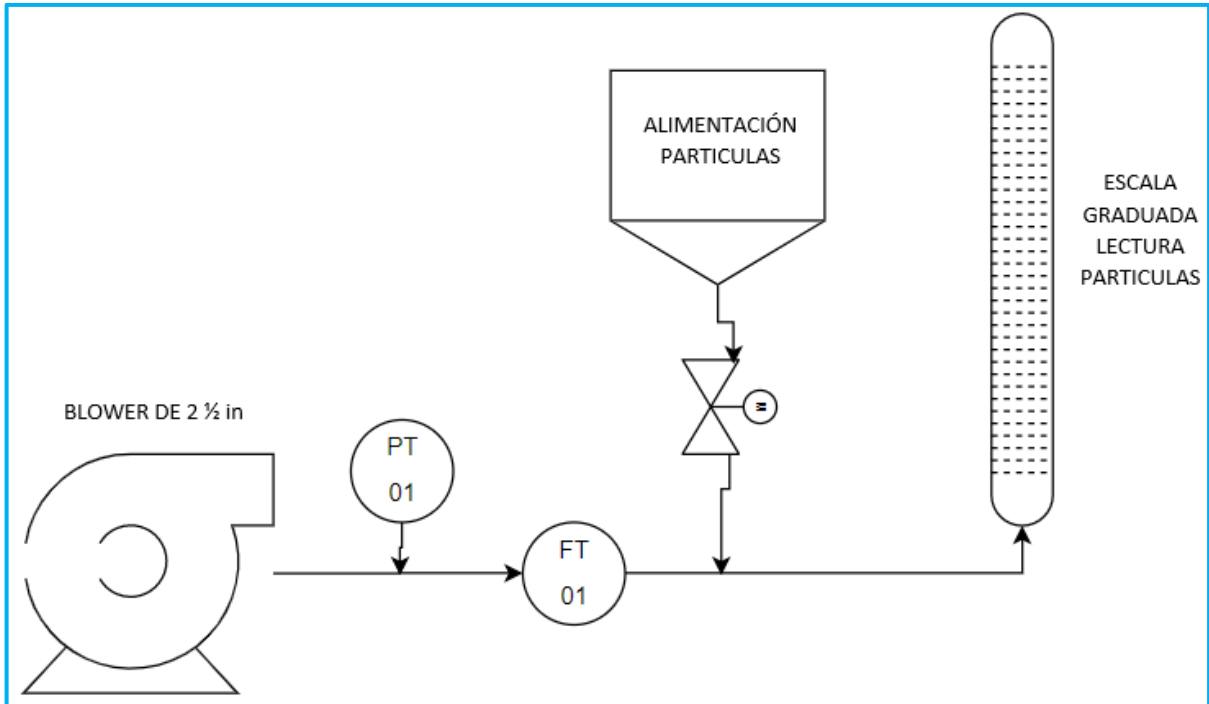 ALIMENTACIÓN
PARTICULAS
ESCALA
GRADUADA
LECTURA
PARTICULAS
BLOWER DE 2 ½ in
PT
01
FT
01
M